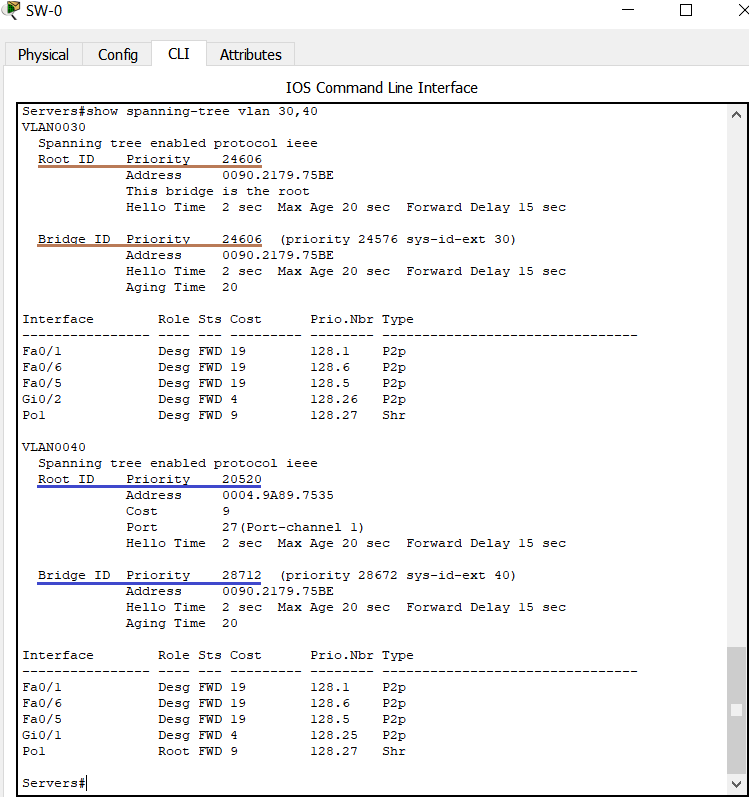 SW-0
Physical Config CLI Attributes
IOS Command Line Interface
Servers#show spanning-tree vlan 30,40
VLAN0030
  Spanning tree enabled protocol ieee
  Root ID    Priority    24606
             Address     0090.2179.75BE
             This bridge is the root
             Hello Time  2 sec  Max Age 20 sec  Forward Delay 15 sec

  Bridge ID  Priority    24606  (priority 24576 sys-id-ext 30)
             Address     0090.2179.75BE
             Hello Time  2 sec  Max Age 20 sec  Forward Delay 15 sec
             Aging Time  20

Interface        Role Sts Cost      Prio.Nbr Type
---------------- ---- --- --------- -------- --------------------------------
Fa0/1            Desg FWD 19        128.1    P2p
Fa0/6            Desg FWD 19        128.6    P2p
Fa0/5            Desg FWD 19        128.5    P2p
Gi0/2            Desg FWD 4         128.26   P2p
Po1              Desg FWD 9         128.27   Shr

VLAN0040
  Spanning tree enabled protocol ieee
  Root ID    Priority    20520
             Address     0004.9A89.7535
             Cost        9
             Port        27(Port-channel 1)
             Hello Time  2 sec  Max Age 20 sec  Forward Delay 15 sec

  Bridge ID  Priority    28712  (priority 28672 sys-id-ext 40)
             Address     0090.2179.75BE
             Hello Time  2 sec  Max Age 20 sec  Forward Delay 15 sec
             Aging Time  20

Interface        Role Sts Cost      Prio.Nbr Type
---------------- ---- --- --------- -------- --------------------------------
Fa0/1            Desg FWD 19        128.1    P2p
Fa0/6            Desg FWD 19        128.6    P2p
Fa0/5            Desg FWD 19        128.5    P2p
Gi0/1            Desg FWD 4         128.25   P2p
Po1              Root FWD 9         128.27   Shr

Servers#